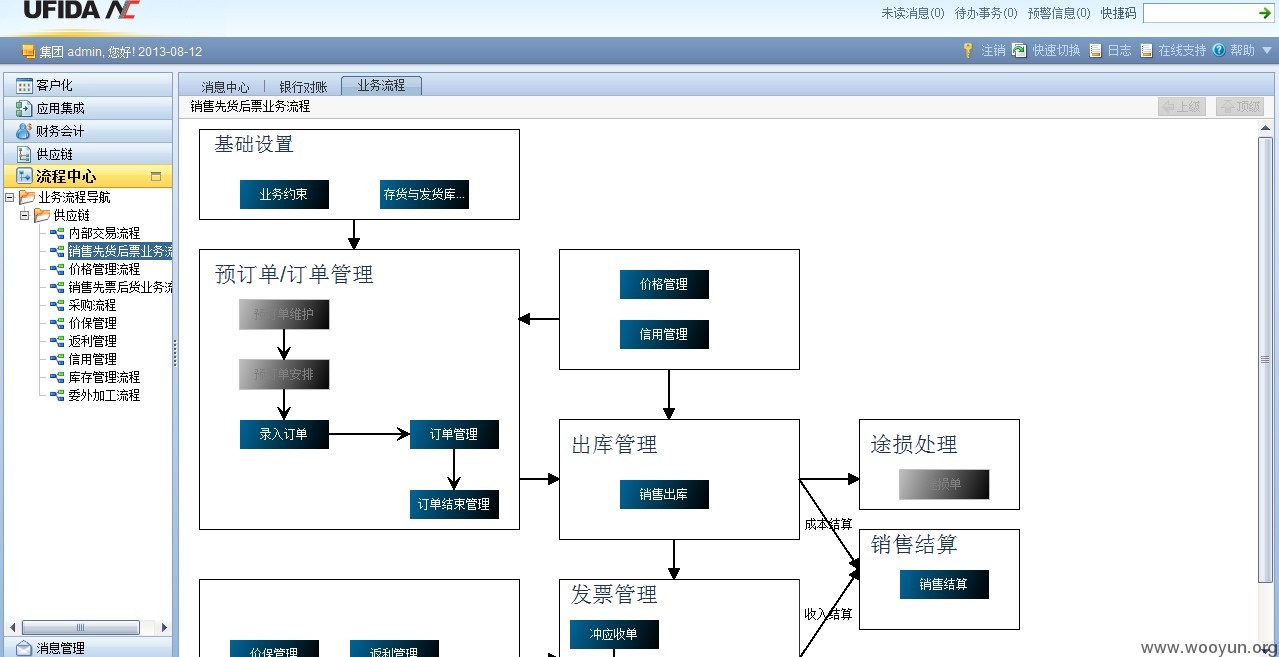 UFIDA NC
未读消息(0) 待办事务(0) 预警信息(0) 快捷码
集团 admin, 您好! 2013-08-12
注销 快速切换 日志 在线支持 帮助
客户化
应用集成
财务会计
供应链
流程中心
业务流程导航
供应链
内部交易流程
销售先货后票业务流
价格管理流程
销售先票后货业务流
采购流程
价保管理
返利管理
信用管理
库存管理流程
委外加工流程
消息管理
消息中心 银行对账 业务流程
销售先货后票业务流程
上级 顶级
基础设置
业务约束 存货与发货库...
预订单/订单管理
预订单维护
预订单安排
录入订单 订单管理
订单结束管理
价格管理
信用管理
出库管理
销售出库
途损处理
途损单
成本结算
销售结算
销售结算
收入结算
发票管理
冲应收单
价保管理 返利管理
www.wooyun.org